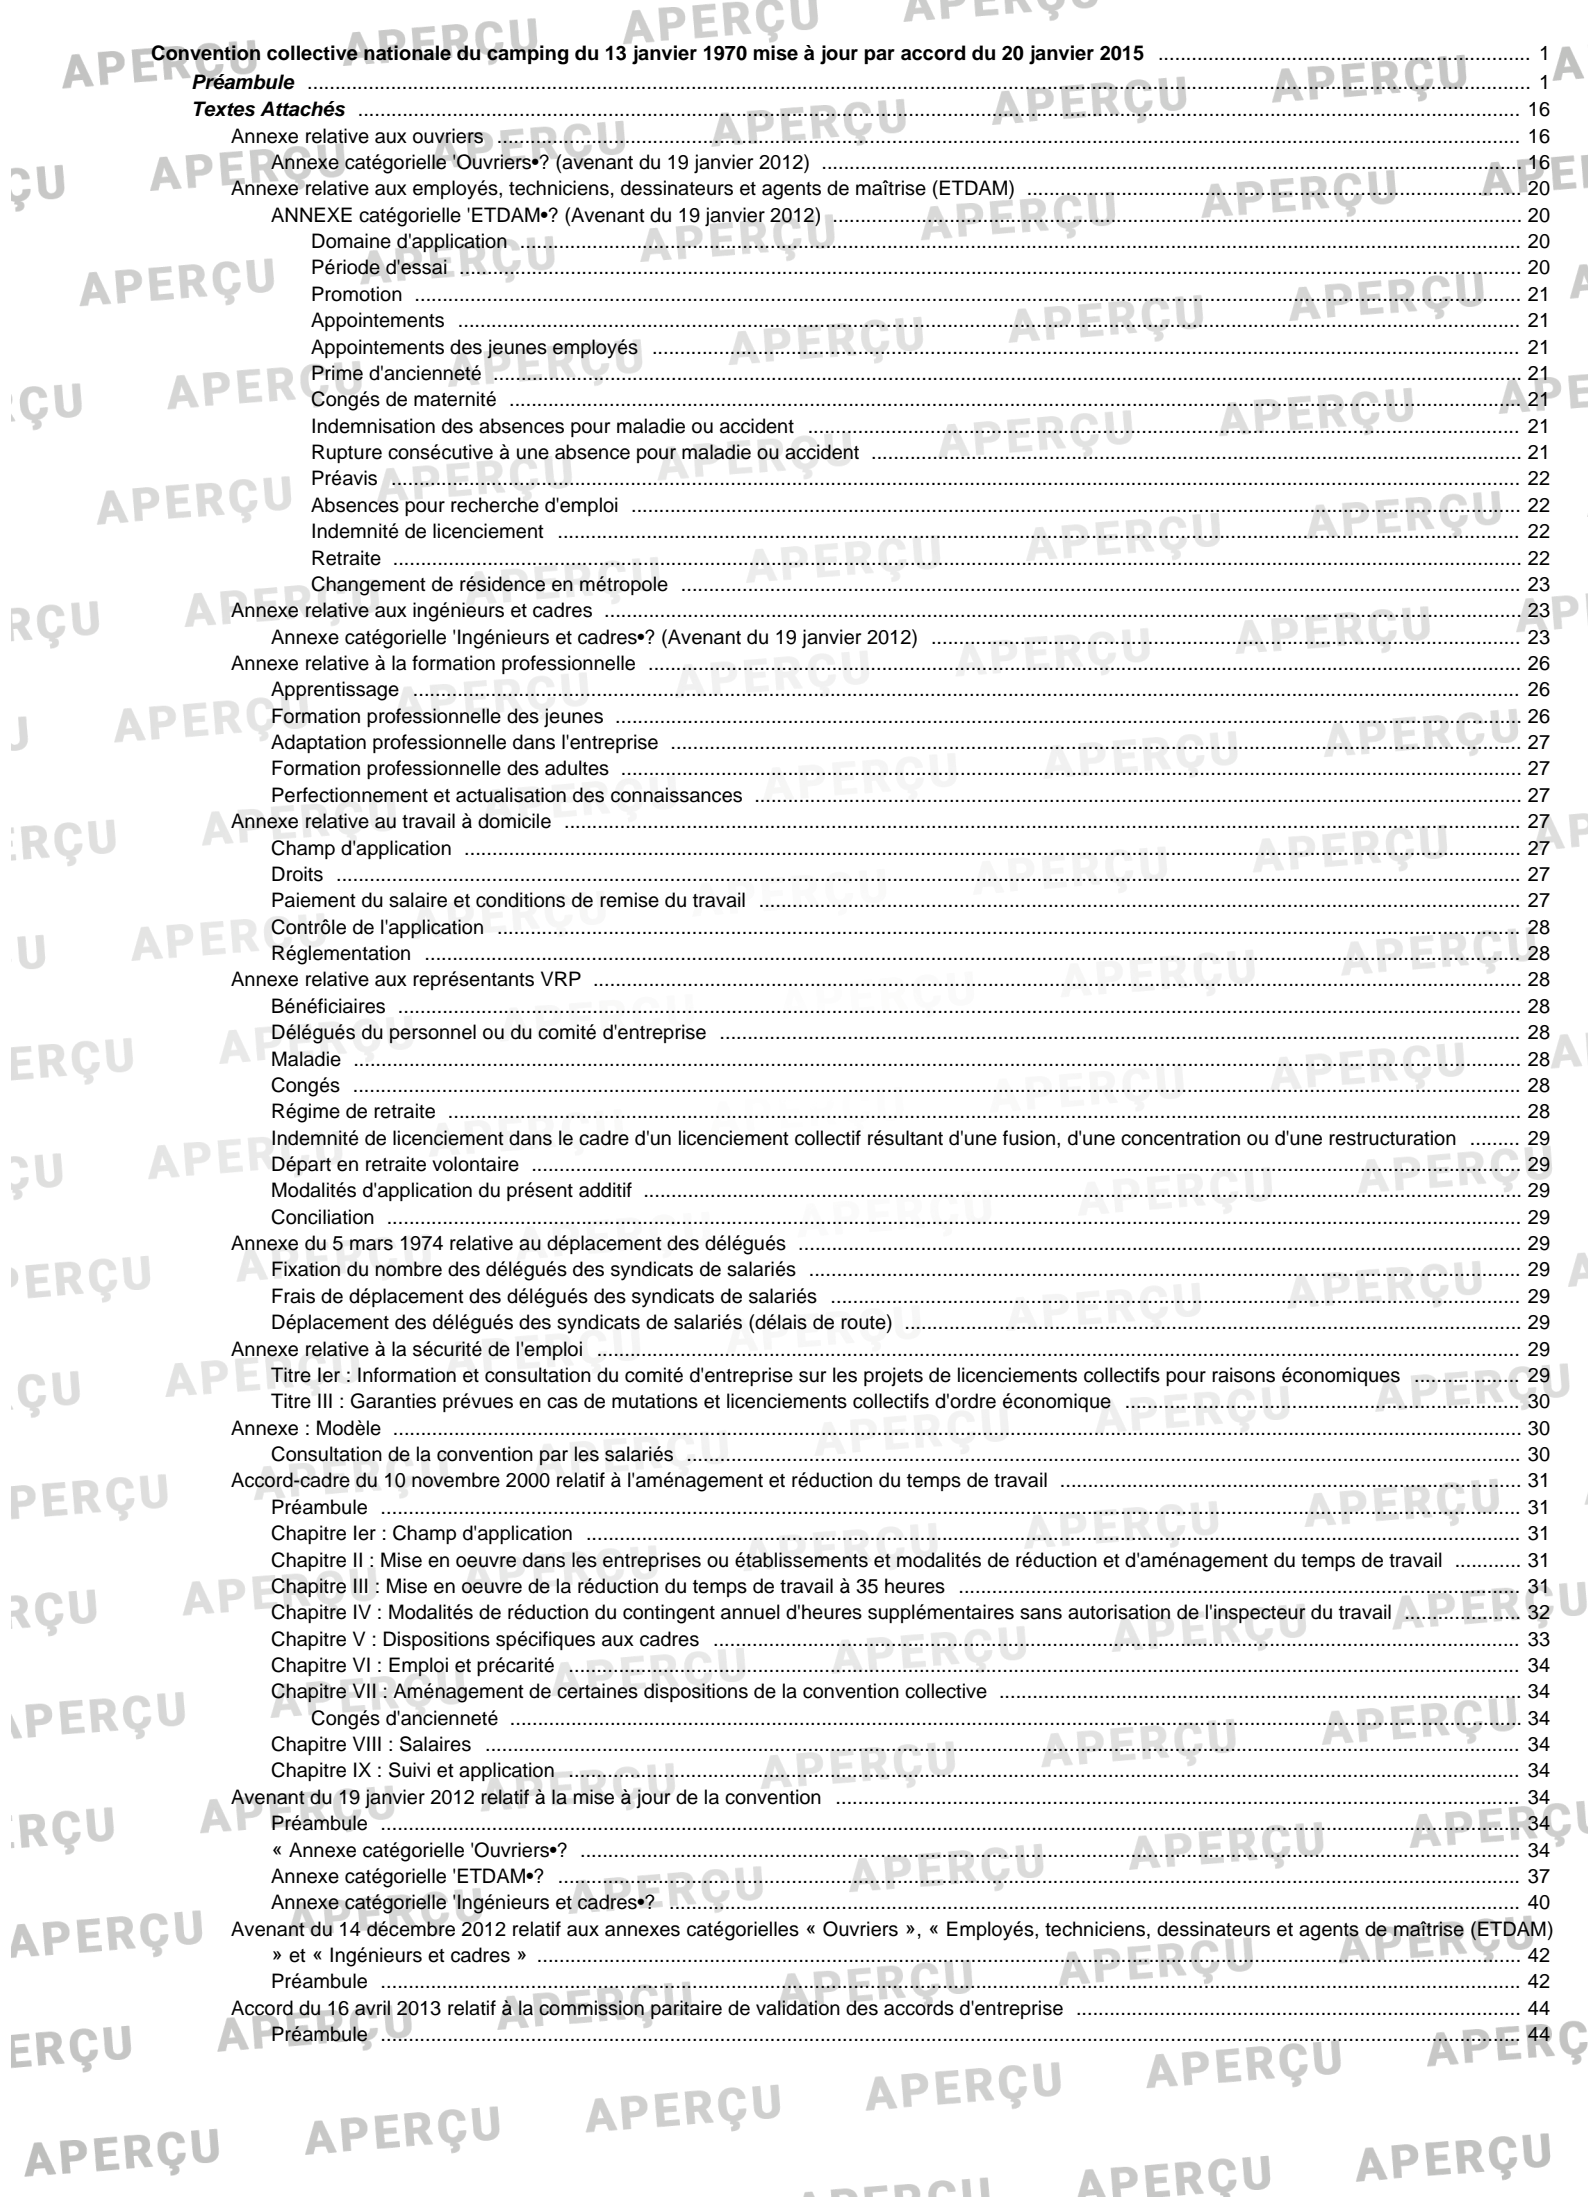 Convention collective nationale du camping du 13 janvier 1970 mise à jour par accord du 20 janvier 2015 ........ 1
Préambule ........ 1
Textes Attachés ........ 16
Annexe relative aux ouvriers ........ 16
Annexe catégorielle 'Ouvriers•? (avenant du 19 janvier 2012) ........ 16
Annexe relative aux employés, techniciens, dessinateurs et agents de maîtrise (ETDAM) ........ 20
ANNEXE catégorielle 'ETDAM•? (Avenant du 19 janvier 2012) ........ 20
Domaine d'application ........ 20
Période d'essai ........ 20
Promotion ........ 21
Appointements ........ 21
Appointements des jeunes employés ........ 21
Prime d'ancienneté ........ 21
Congés de maternité ........ 21
Indemnisation des absences pour maladie ou accident ........ 21
Rupture consécutive à une absence pour maladie ou accident ........ 21
Préavis ........ 22
Absences pour recherche d'emploi ........ 22
Indemnité de licenciement ........ 22
Retraite ........ 22
Changement de résidence en métropole ........ 23
Annexe relative aux ingénieurs et cadres ........ 23
Annexe catégorielle 'Ingénieurs et cadres•? (Avenant du 19 janvier 2012) ........ 23
Annexe relative à la formation professionnelle ........ 26
Apprentissage ........ 26
Formation professionnelle des jeunes ........ 26
Adaptation professionnelle dans l'entreprise ........ 27
Formation professionnelle des adultes ........ 27
Perfectionnement et actualisation des connaissances ........ 27
Annexe relative au travail à domicile ........ 27
Champ d'application ........ 27
Droits ........ 27
Paiement du salaire et conditions de remise du travail ........ 27
Contrôle de l'application ........ 28
Réglementation ........ 28
Annexe relative aux représentants VRP ........ 28
Bénéficiaires ........ 28
Délégués du personnel ou du comité d'entreprise ........ 28
Maladie ........ 28
Congés ........ 28
Régime de retraite ........ 28
Indemnité de licenciement dans le cadre d'un licenciement collectif résultant d'une fusion, d'une concentration ou d'une restructuration ........ 29
Départ en retraite volontaire ........ 29
Modalités d'application du présent additif ........ 29
Conciliation ........ 29
Annexe du 5 mars 1974 relative au déplacement des délégués ........ 29
Fixation du nombre des délégués des syndicats de salariés ........ 29
Frais de déplacement des délégués des syndicats de salariés ........ 29
Déplacement des délégués des syndicats de salariés (délais de route) ........ 29
Annexe relative à la sécurité de l'emploi ........ 29
Titre Ier : Information et consultation du comité d'entreprise sur les projets de licenciements collectifs pour raisons économiques ........ 29
Titre III : Garanties prévues en cas de mutations et licenciements collectifs d'ordre économique ........ 30
Annexe : Modèle ........ 30
Consultation de la convention par les salariés ........ 30
Accord-cadre du 10 novembre 2000 relatif à l'aménagement et réduction du temps de travail ........ 31
Préambule ........ 31
Chapitre Ier : Champ d'application ........ 31
Chapitre II : Mise en oeuvre dans les entreprises ou établissements et modalités de réduction et d'aménagement du temps de travail ........ 31
Chapitre III : Mise en oeuvre de la réduction du temps de travail à 35 heures ........ 31
Chapitre IV : Modalités de réduction du contingent annuel d'heures supplémentaires sans autorisation de l'inspecteur du travail ........ 32
Chapitre V : Dispositions spécifiques aux cadres ........ 33
Chapitre VI : Emploi et précarité ........ 34
Chapitre VII : Aménagement de certaines dispositions de la convention collective ........ 34
Congés d'ancienneté ........ 34
Chapitre VIII : Salaires ........ 34
Chapitre IX : Suivi et application ........ 34
Avenant du 19 janvier 2012 relatif à la mise à jour de la convention ........ 34
Préambule ........ 34
« Annexe catégorielle 'Ouvriers•? ........ 34
Annexe catégorielle 'ETDAM•? ........ 37
Annexe catégorielle 'Ingénieurs et cadres•? ........ 40
Avenant du 14 décembre 2012 relatif aux annexes catégorielles « Ouvriers », « Employés, techniciens, dessinateurs et agents de maîtrise (ETDAM)
» et « Ingénieurs et cadres » ........ 42
Préambule ........ 42
Accord du 16 avril 2013 relatif à la commission paritaire de validation des accords d'entreprise ........ 44
Préambule ........ 44
APERÇU